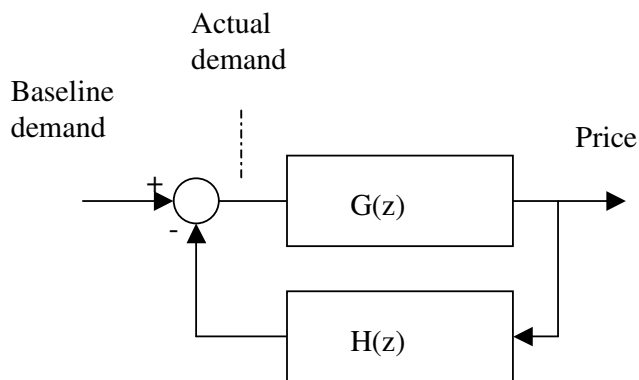 Actual
demand
Baseline
demand
Price
+
G(z)
-
H(z)